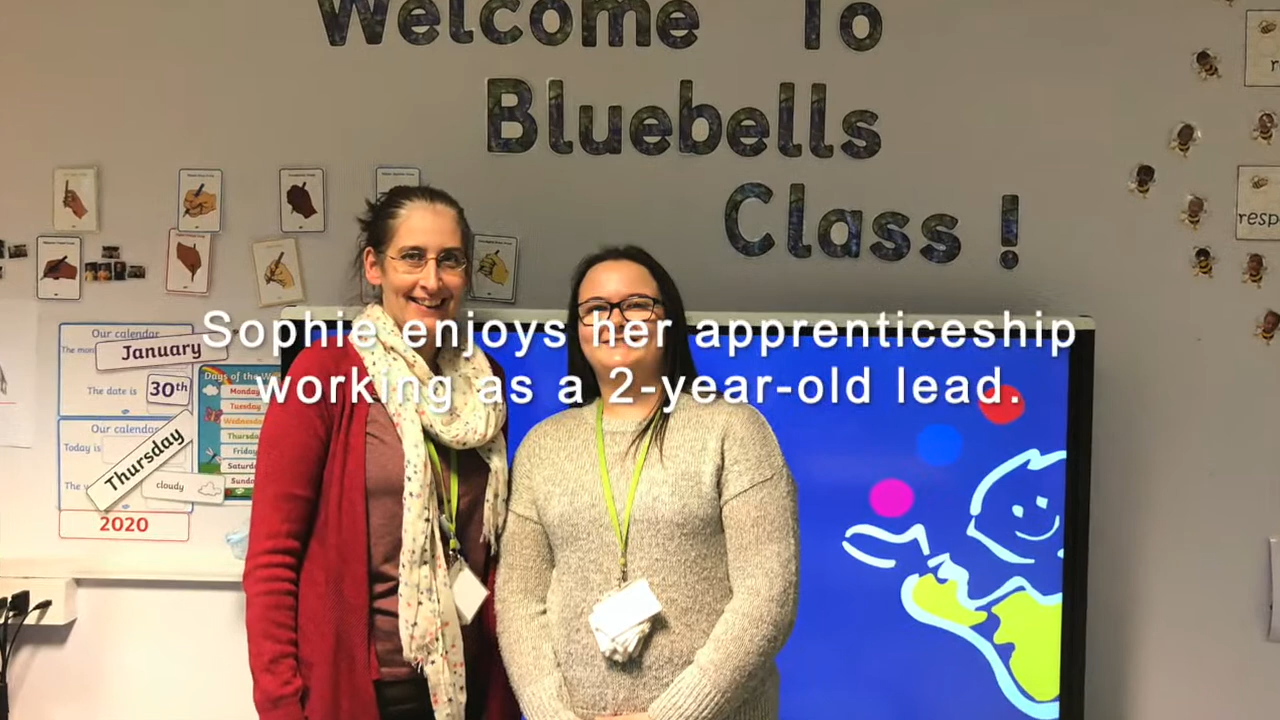 Welcome To
Bluebells
Class !
Sophie enjoys her apprenticeship
working as a 2-year-old lead.
Our calendar
January
The date is
30th
Our calendar
Today is
Thursday
cloudy
2020
Days of the
Monday
Tuesday
Wednesday
Thursday
Friday
Saturday
Sunday
resp